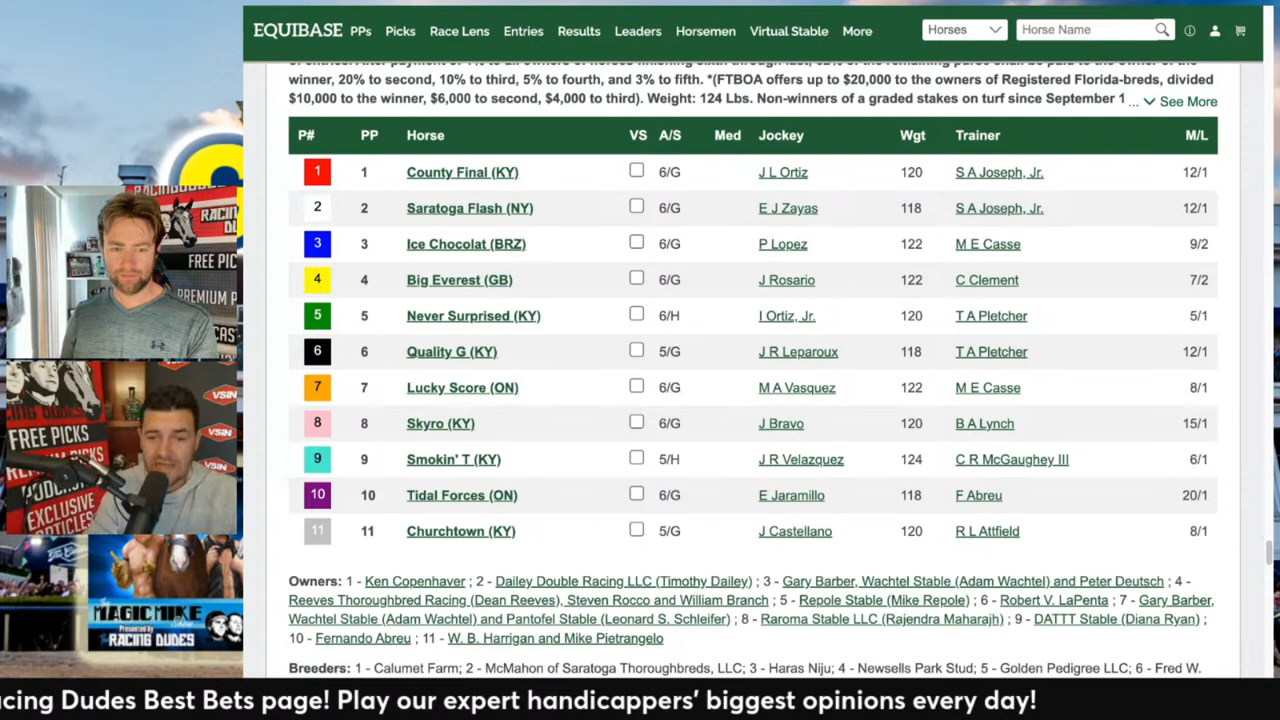 EQUIBASE PPs Picks Race Lens Entries Results Leaders Horsemen Virtual Stable More Horses Horse Name
winner, 20% to second, 10% to third, 5% to fourth, and 3% to fifth. *(FTBOA offers up to $20,000 to the owners of Registered Florida-breds, divided
$10,000 to the winner, $6,000 to second, $4,000 to third). Weight: 124 Lbs. Non-winners of a graded stakes on turf since September 1 ... See More
P# PP Horse VS A/S Med Jockey Wgt Trainer M/L
1 1 County Final (KY) 6/G J L Ortiz 120 S A Joseph, Jr. 12/1
2 2 Saratoga Flash (NY) 6/G E J Zayas 118 S A Joseph, Jr. 12/1
3 3 Ice Chocolat (BRZ) 6/G P Lopez 122 M E Casse 9/2
4 4 Big Everest (GB) 6/G J Rosario 122 C Clement 7/2
5 5 Never Surprised (KY) 6/H I Ortiz, Jr. 120 T A Pletcher 5/1
6 6 Quality G (KY) 5/G J R Leparoux 118 T A Pletcher 12/1
7 7 Lucky Score (ON) 6/G M A Vasquez 122 M E Casse 8/1
8 8 Skyro (KY) 6/G J Bravo 120 B A Lynch 15/1
9 9 Smokin' T (KY) 5/H J R Velazquez 124 C R McGaughey III 6/1
10 10 Tidal Forces (ON) 6/G E Jaramillo 118 F Abreu 20/1
11 11 Churchtown (KY) 5/G J Castellano 120 R L Attfield 8/1
Owners: 1 - Ken Copenhaver ; 2 - Dailey Double Racing LLC (Timothy Dailey) ; 3 - Gary Barber, Wachtel Stable (Adam Wachtel) and Peter Deutsch ; 4 -
Reeves Thoroughbred Racing (Dean Reeves), Steven Rocco and William Branch ; 5 - Repole Stable (Mike Repole) ; 6 - Robert V. LaPenta ; 7 - Gary Barber,
Wachtel Stable (Adam Wachtel) and Pantofel Stable (Leonard S. Schleifer) ; 8 - Raroma Stable LLC (Rajendra Maharajh) ; 9 - DATTT Stable (Diana Ryan) ;
10 - Fernando Abreu ; 11 - W. B. Harrigan and Mike Pietrangelo
Breeders: 1 - Calumet Farm; 2 - McMahon of Saratoga Thoroughbreds, LLC; 3 - Haras Niju; 4 - Newsells Park Stud; 5 - Golden Pedigree LLC; 6 - Fred W.
RACING
FREE PIC
PREMIUM P
CAST
RACING DUDES
FREE PICKS
EXCLUSIVE
ARTICLES
VSiN
VSiN
VSiN
THE
MAGIC MIKE
Show
Presented by
RACING DUDES
acing Dudes Best Bets page! Play our expert handicappers' biggest opinions every day!